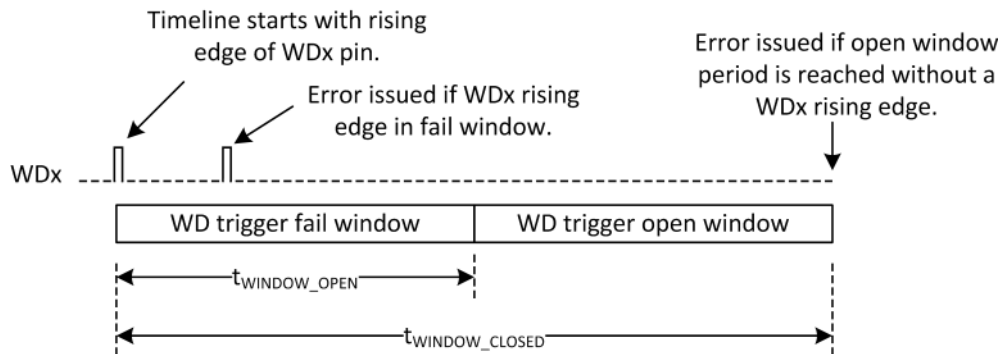 Timeline starts with rising
edge of WDx pin.
Error issued if open window
period is reached without a
WDx rising edge.
Error issued if WDx rising
edge in fail window.
WDx
WD trigger fail window
WD trigger open window
tWINDOW_OPEN
tWINDOW_CLOSED